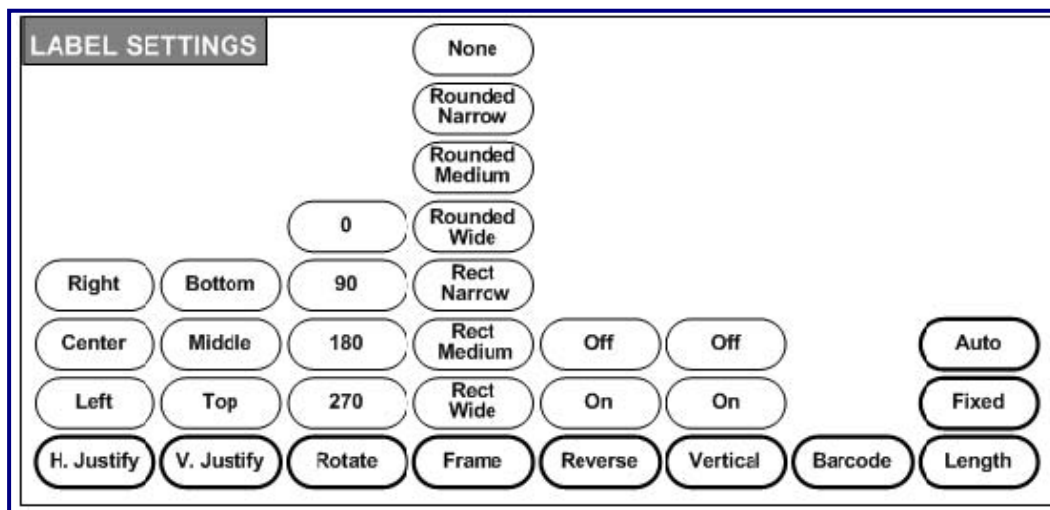 LABEL SETTINGS
None
Rounded
Narrow
Rounded
Medium
0
Rounded
Wide
Right
Bottom
90
Rect
Narrow
Center
Middle
180
Rect
Medium
Off
Off
Auto
Left
Top
270
Rect
Wide
On
On
Fixed
H. Justify
V. Justify
Rotate
Frame
Reverse
Vertical
Barcode
Length